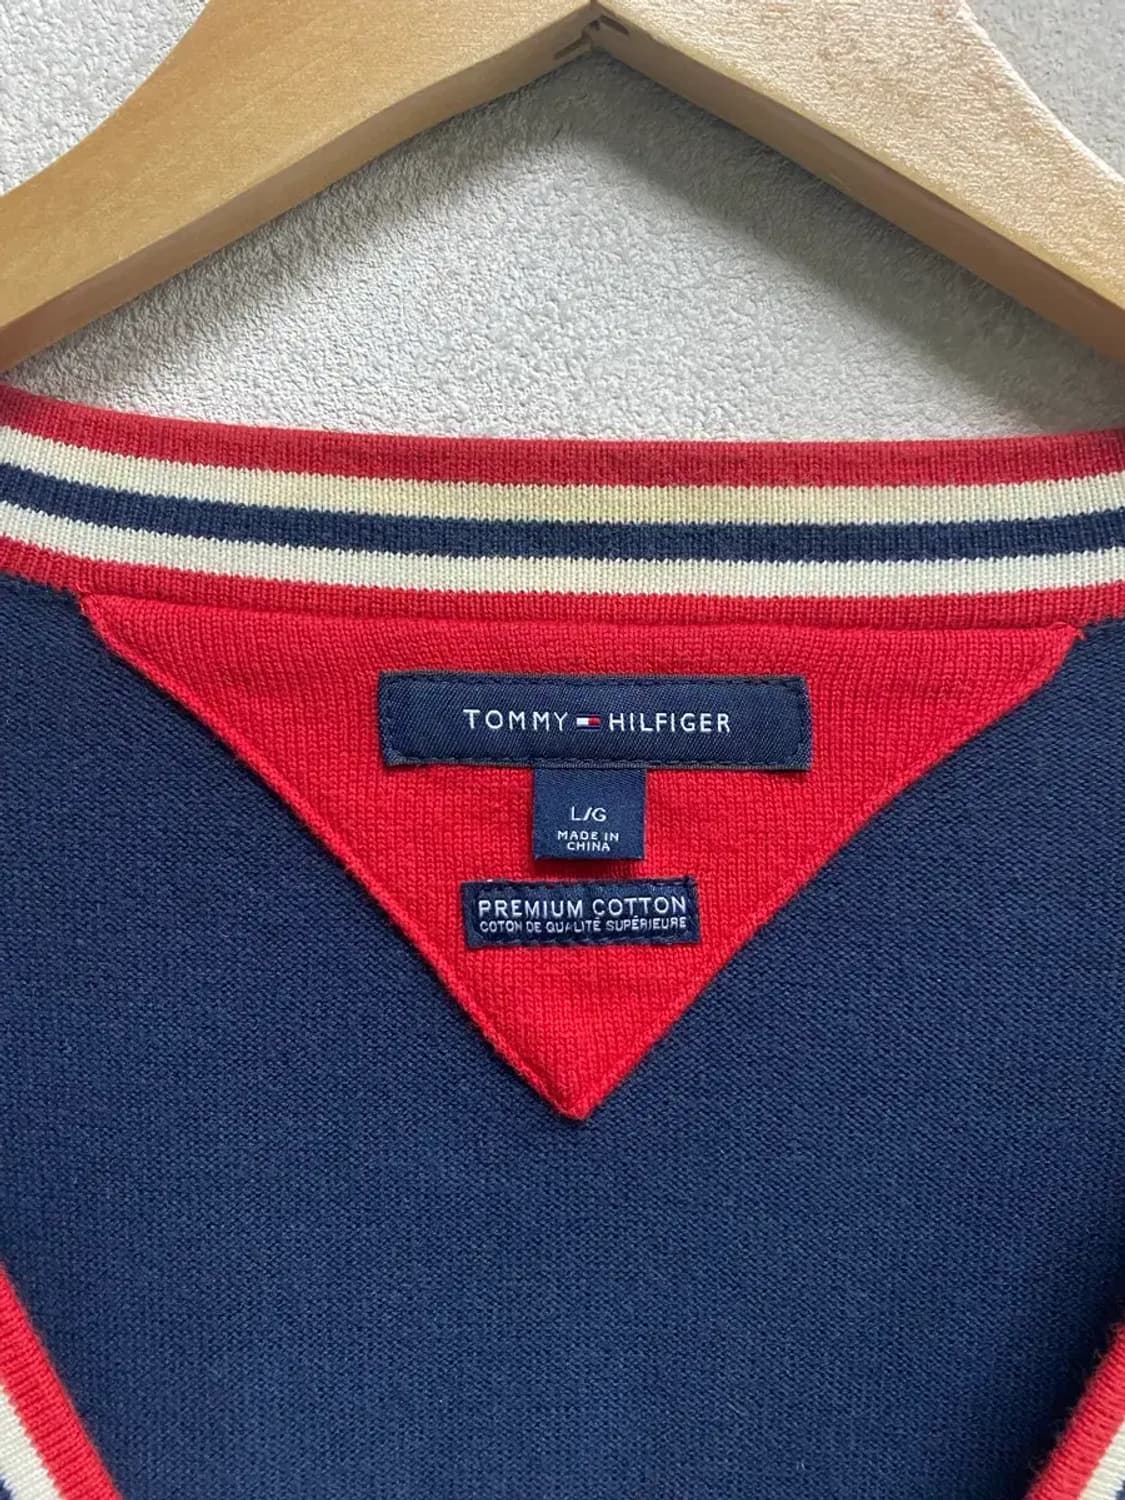 TOMMY HILFIGER
L/G
MADE IN
CHINA
PREMIUM COTTON
COTON DE QUALITÉ SUPÉRIEURE